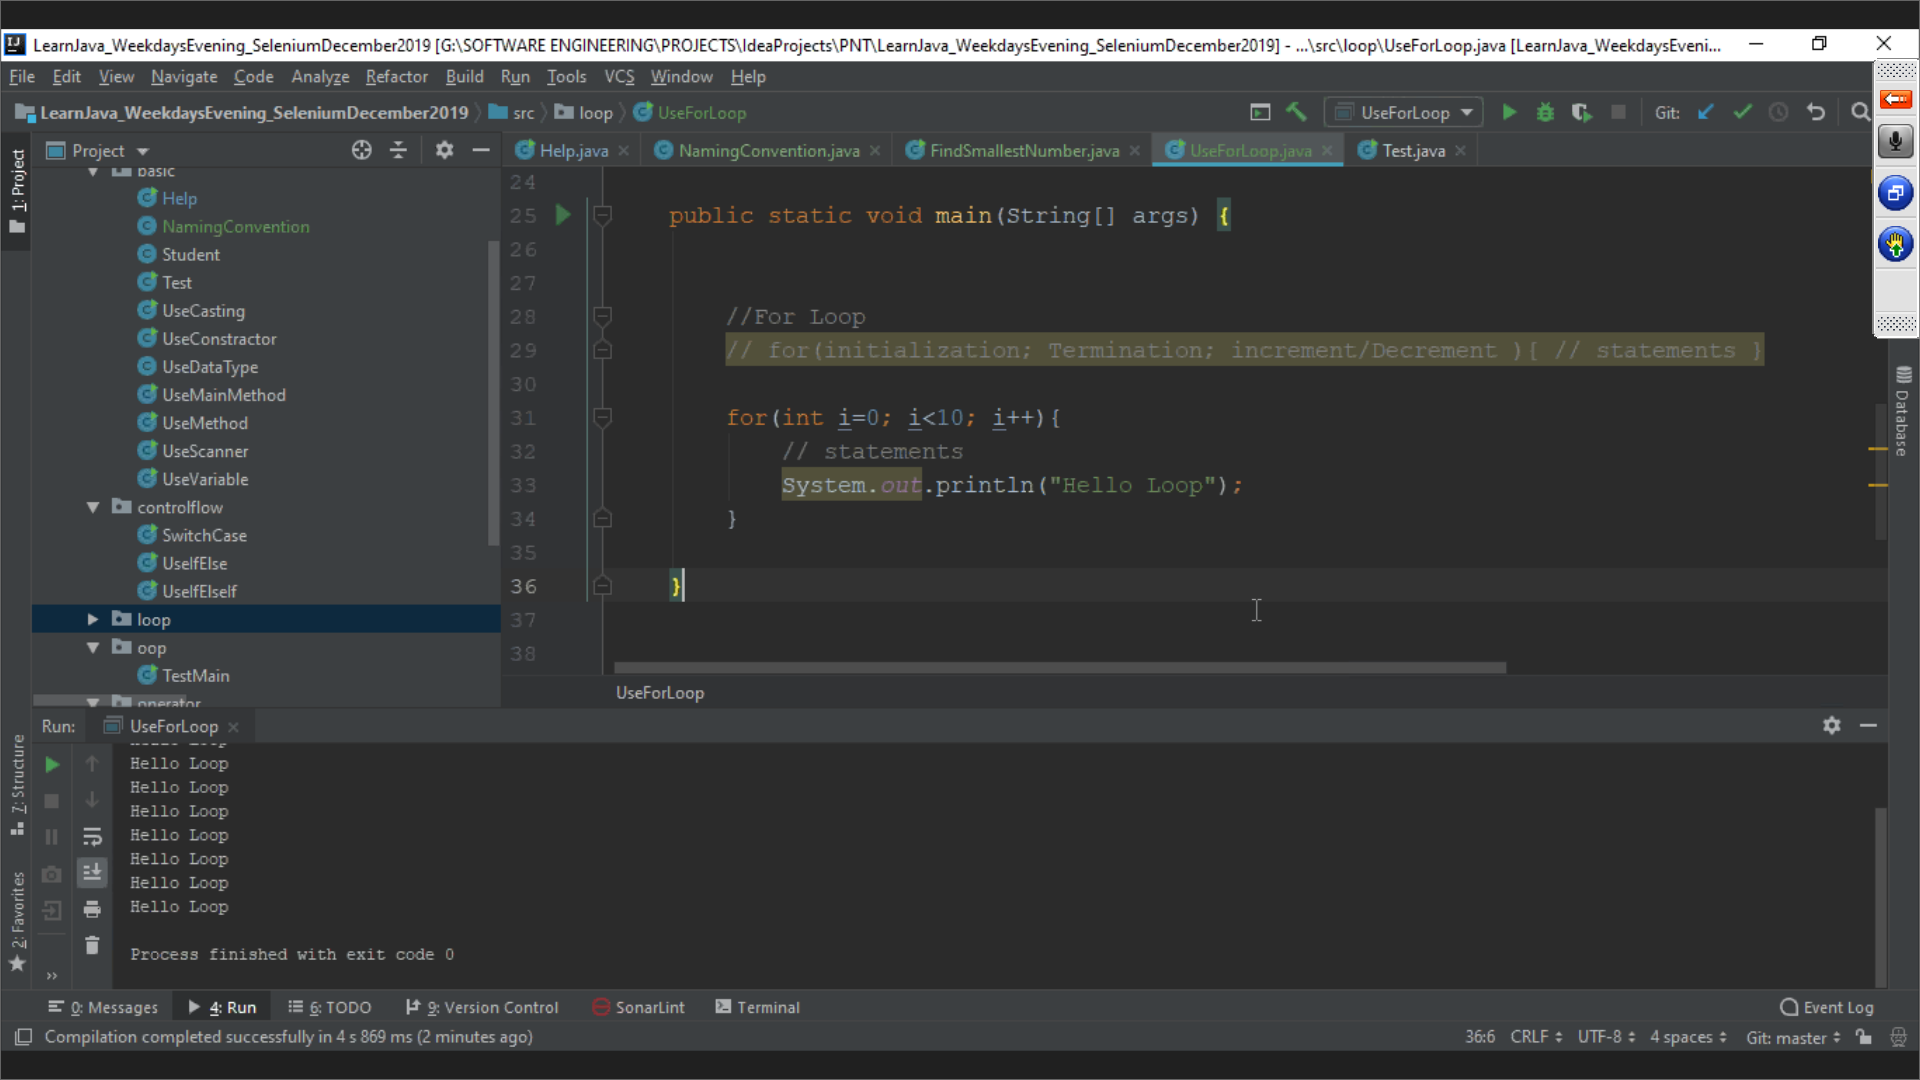 LearnJava_WeekdaysEvening_SeleniumDecember2019 [G:\SOFTWARE ENGINEERING\PROJECTS\IdeaProjects\PNT\LearnJava_WeekdaysEvening_SeleniumDecember2019] - ...\src\loop\UseForLoop.java [LearnJava_WeekdaysEveni...
File Edit View Navigate Code Analyze Refactor Build Run Tools VCS Window Help
LearnJava_WeekdaysEvening_SeleniumDecember2019 src loop UseForLoop
UseForLoop Git:
1: Project
Project
Help.java NamingConvention.java FindSmallestNumber.java UseForLoop.java Test.java
basic
Help
NamingConvention
Student
Test
UseCasting
UseConstractor
UseDataType
UseMainMethod
UseMethod
UseScanner
UseVariable
controlflow
SwitchCase
UseIfElse
UseIfElseIf
loop
oop
TestMain
operator
24
25 public static void main(String[] args) {
26
27
28 //For Loop
29 // for(initialization; Termination; increment/Decrement ){ // statements }
30
31 for(int i=0; i<10; i++){
32 // statements
33 System.out.println("Hello Loop");
34 }
35
36 }
37
38
UseForLoop
Database
Run: UseForLoop
Hello Loop
Hello Loop
Hello Loop
Hello Loop
Hello Loop
Hello Loop
Hello Loop
Hello Loop
Process finished with exit code 0
7: Structure
2: Favorites
0: Messages 4: Run 6: TODO 9: Version Control SonarLint Terminal Event Log
Compilation completed successfully in 4 s 869 ms (2 minutes ago) 36:6 CRLF UTF-8 4 spaces Git: master